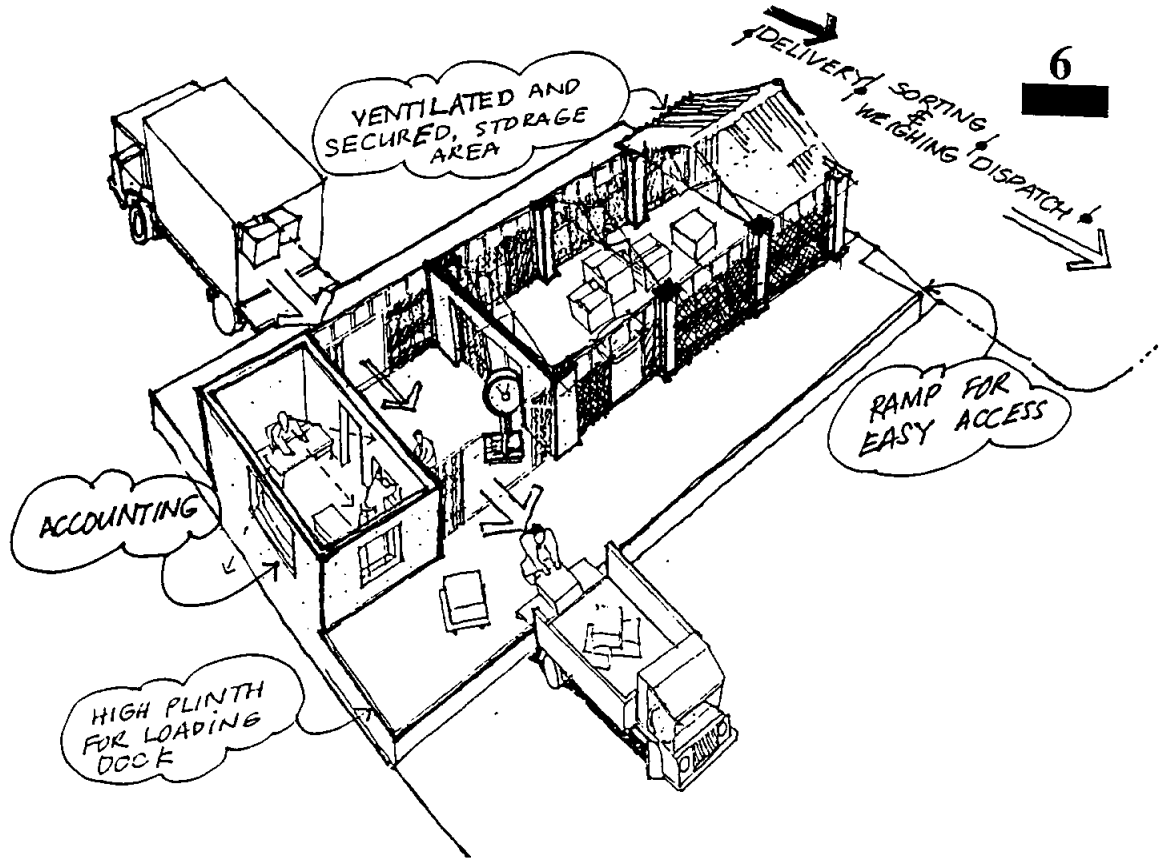 DELIVERY
SORTING
&
WEIGHING
DISPATCH
6
VENTILATED AND
SECURED, STORAGE
AREA
RAMP FOR
EASY ACCESS
ACCOUNTING
HIGH PLINTH
FOR LOADING
DOCK